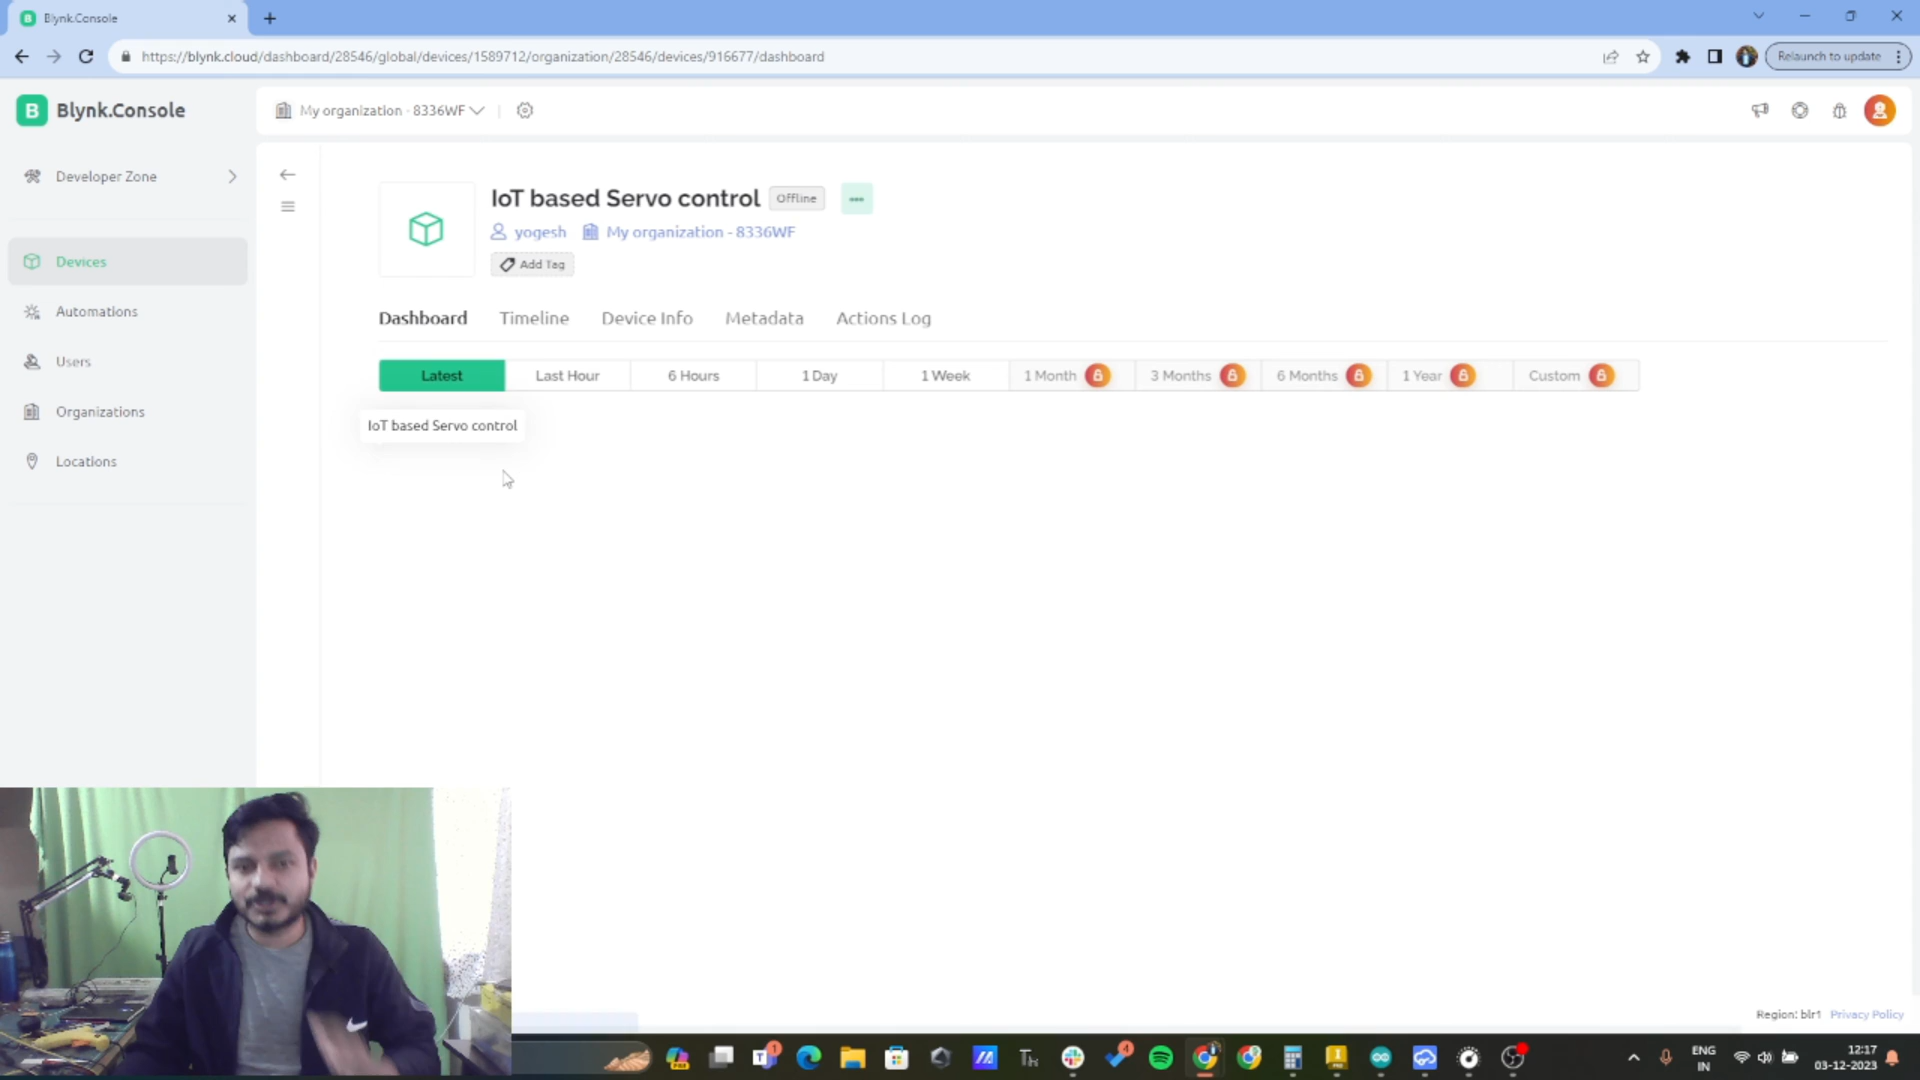 Blynk.Console
https://blynk.cloud/dashboard/28546/global/devices/1589712/organization/28546/devices/916677/dashboard
Relaunch to update
B Blynk.Console
My organization - 8336WF
Developer Zone
Devices
Automations
Users
Organizations
Locations
IoT based Servo control
Offline
yogesh
My organization - 8336WF
Add Tag
Dashboard
Timeline
Device Info
Metadata
Actions Log
Latest
Last Hour
6 Hours
1 Day
1 Week
1 Month
3 Months
6 Months
1 Year
Custom
IoT based Servo control
Region: blr1
Privacy Policy
1
4
ENG
IN
12:17
03-12-2023